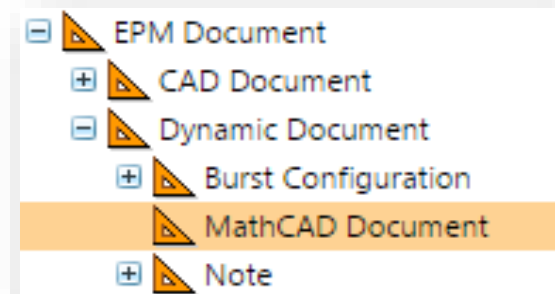 EPM Document
CAD Document
Dynamic Document
Burst Configuration
MathCAD Document
Note